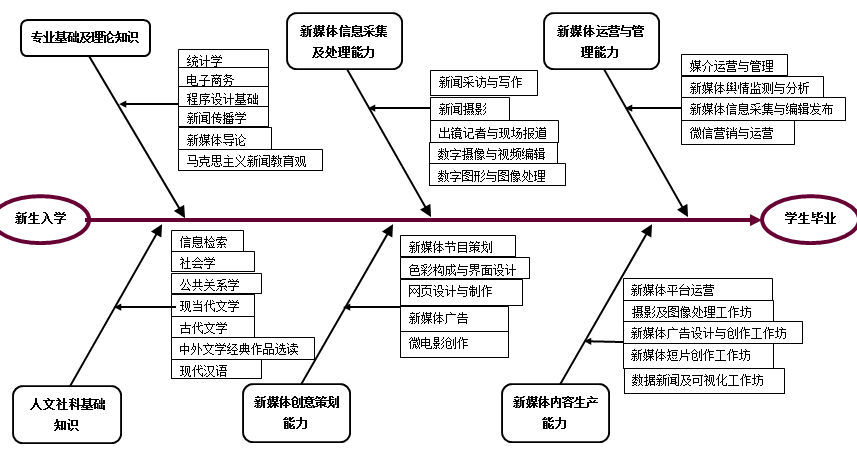 专业基础及理论知识
统计学
电子商务
程序设计基础
新闻传播学
新媒体导论
马克思主义新闻教育观
新媒体信息采集
及处理能力
新闻采访与写作
新闻摄影
出镜记者与现场报道
数字摄像与视频编辑
数字图形与图像处理
新媒体运营与管
理能力
媒介运营与管理
新媒体舆情监测与分析
新媒体信息采集与编辑发布
微信营销与运营
新生入学
学生毕业
信息检索
社会学
公共关系学
现当代文学
古代文学
中外文学经典作品选读
现代汉语
人文社科基础
知识
新媒体节目策划
色彩构成与界面设计
网页设计与制作
新媒体广告
微电影创作
新媒体创意策划
能力
新媒体平台运营
摄影及图像处理工作坊
新媒体广告设计与创作工作坊
新媒体短片创作工作坊
数据新闻及可视化工作坊
新媒体内容生产
能力